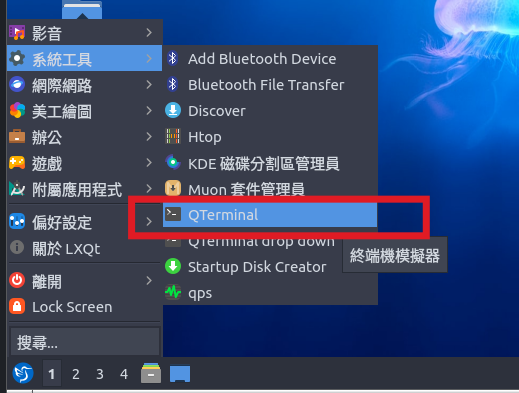 影音
系統工具
網際網路
美工繪圖
辦公
遊戲
附屬應用程式
偏好設定
關於 LXQt
離開
Lock Screen
搜尋...
Add Bluetooth Device
Bluetooth File Transfer
Discover
Htop
KDE 磁碟分割區管理員
Muon 套件管理員
QTerminal
QTerminal drop down
終端機模擬器
Startup Disk Creator
qps
1 2 3 4